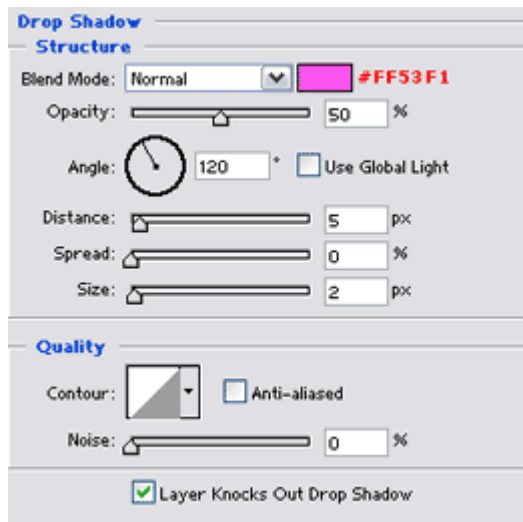 Drop Shadow
Structure
Blend Mode: Normal #FF53F1
Opacity: 50 %
Angle: 120 ° Use Global Light
Distance: 5 px
Spread: 0 %
Size: 2 px
Quality
Contour: Anti-aliased
Noise: 0 %
Layer Knocks Out Drop Shadow